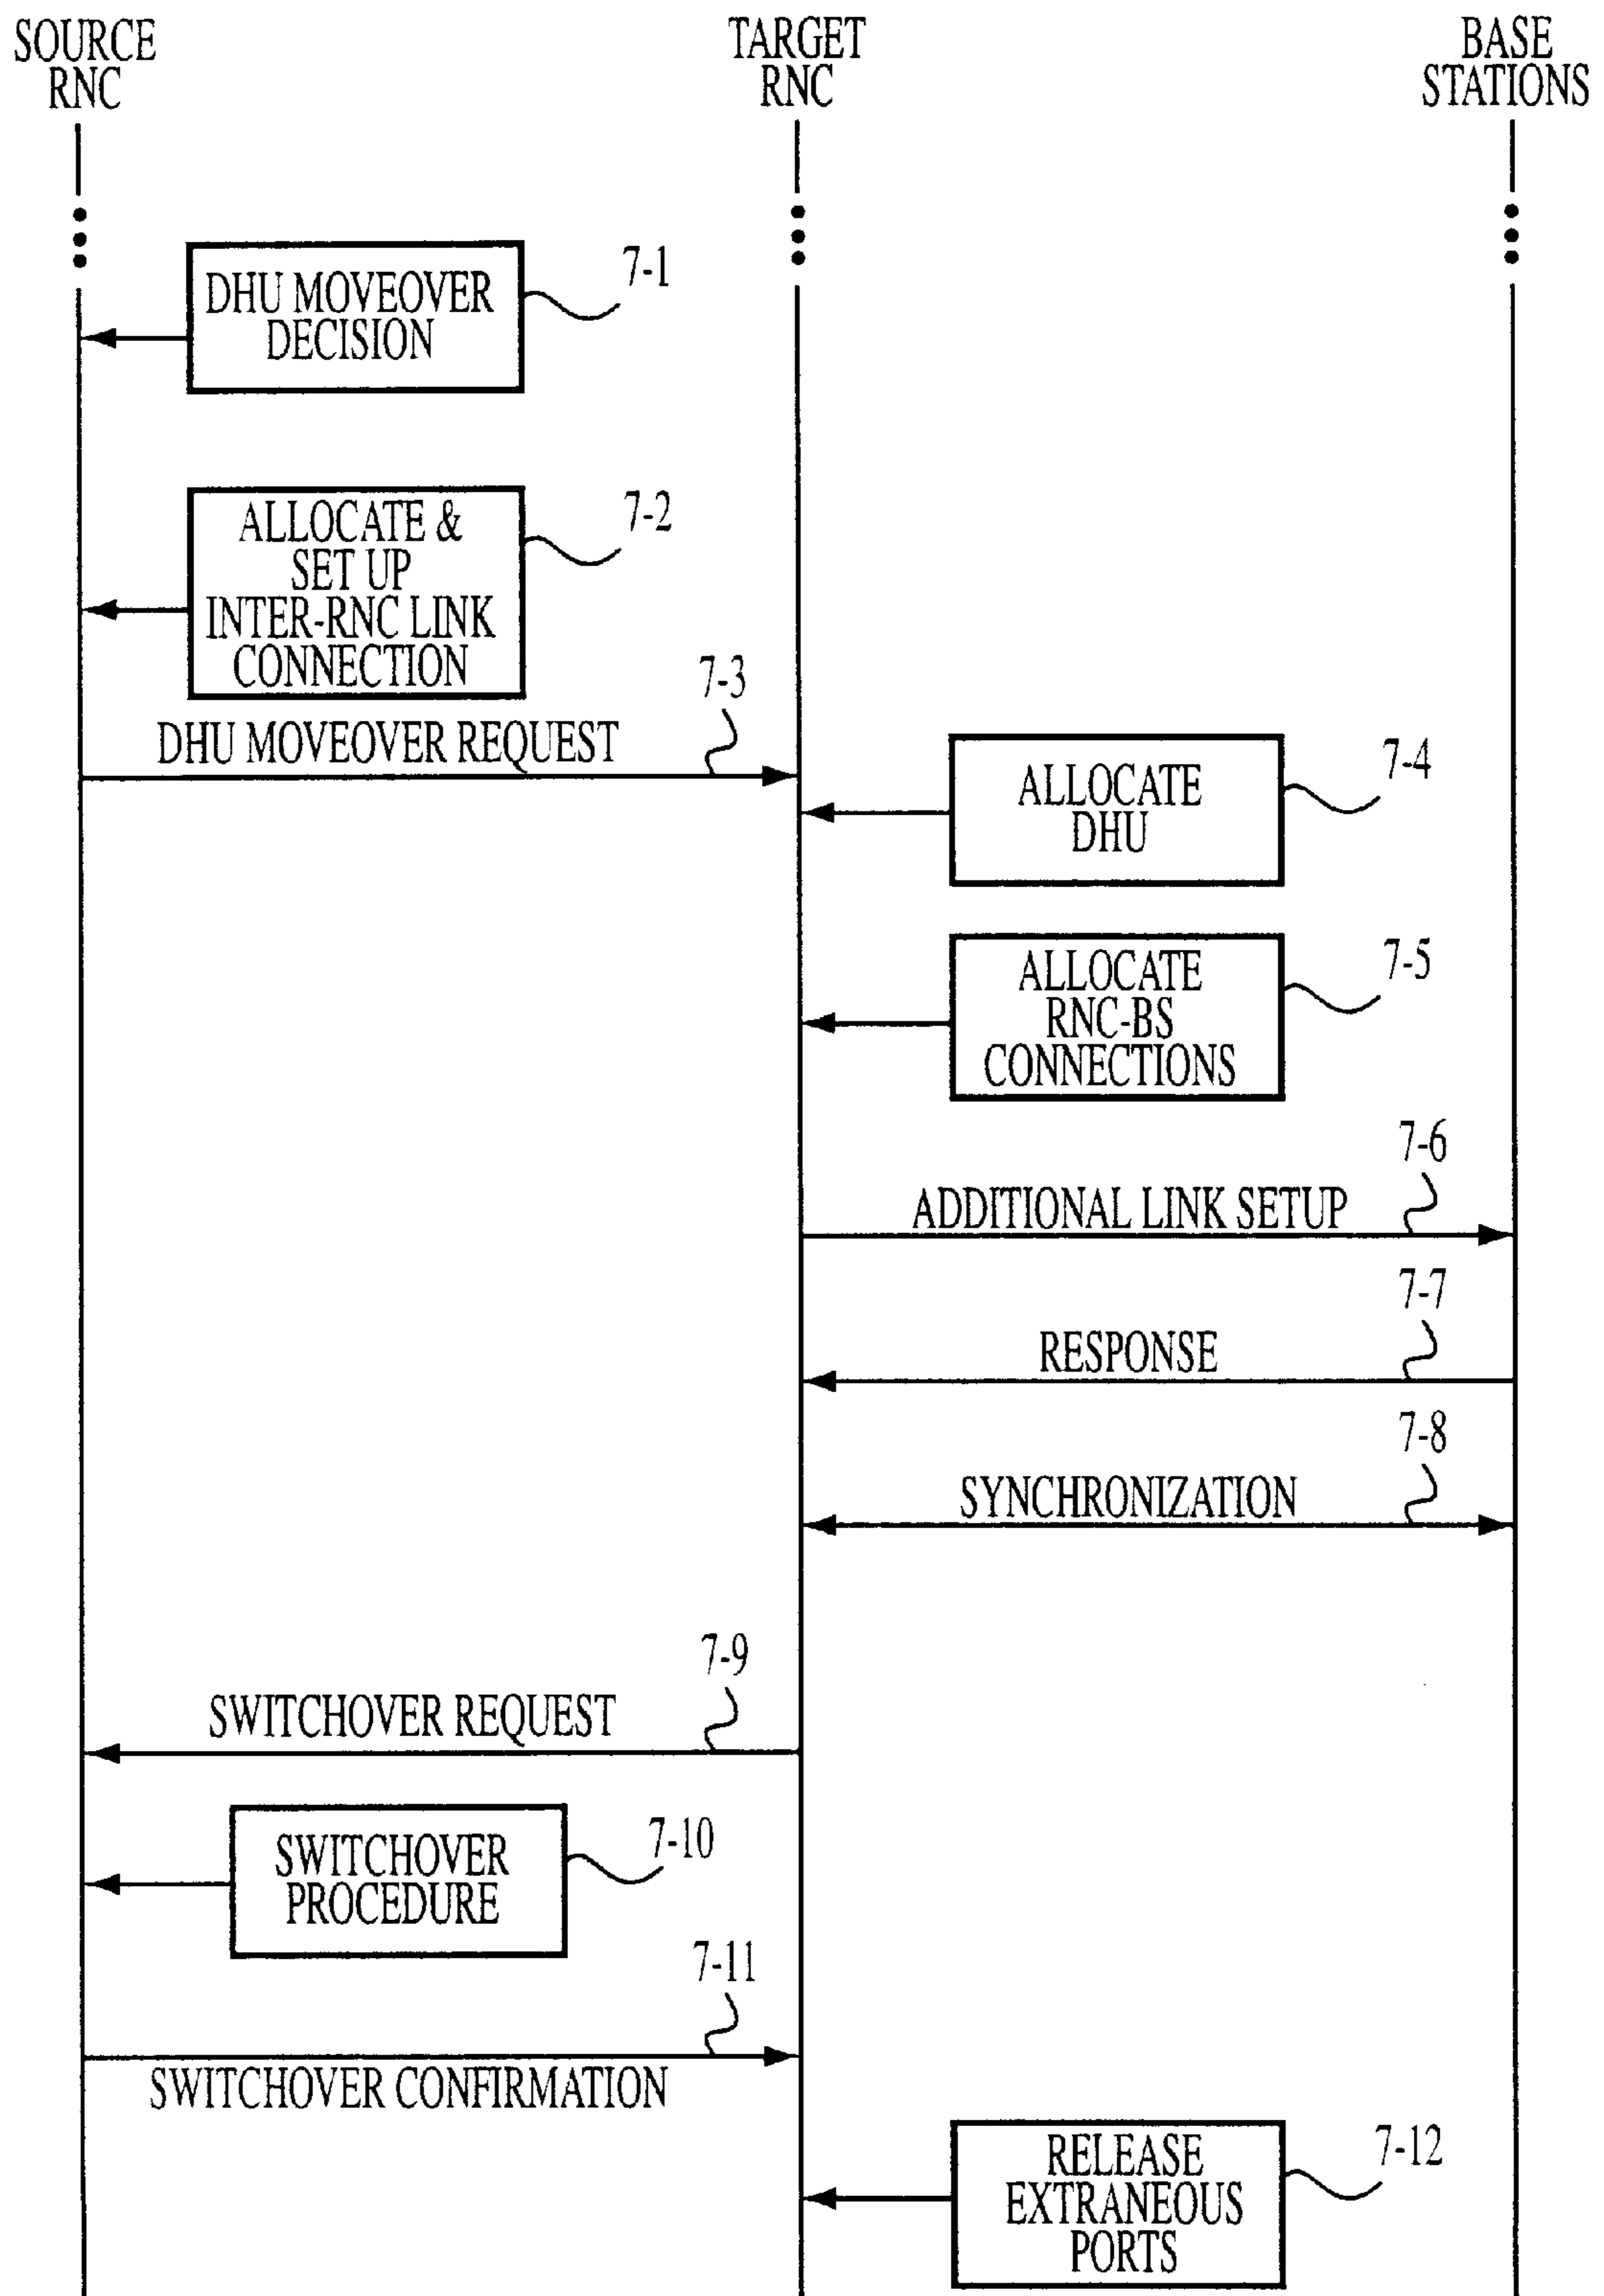 SOURCE
RNC
TARGET
RNC
BASE
STATIONS
DHU MOVEOVER
DECISION
7-1
ALLOCATE &
SET UP
INTER-RNC LINK
CONNECTION
7-2
7-3
DHU MOVEOVER REQUEST
ALLOCATE
DHU
7-4
ALLOCATE
RNC-BS
CONNECTIONS
7-5
7-6
ADDITIONAL LINK SETUP
7-7
RESPONSE
7-8
SYNCHRONIZATION
7-9
SWITCHOVER REQUEST
SWITCHOVER
PROCEDURE
7-10
7-11
SWITCHOVER CONFIRMATION
RELEASE
EXTRANEOUS
PORTS
7-12